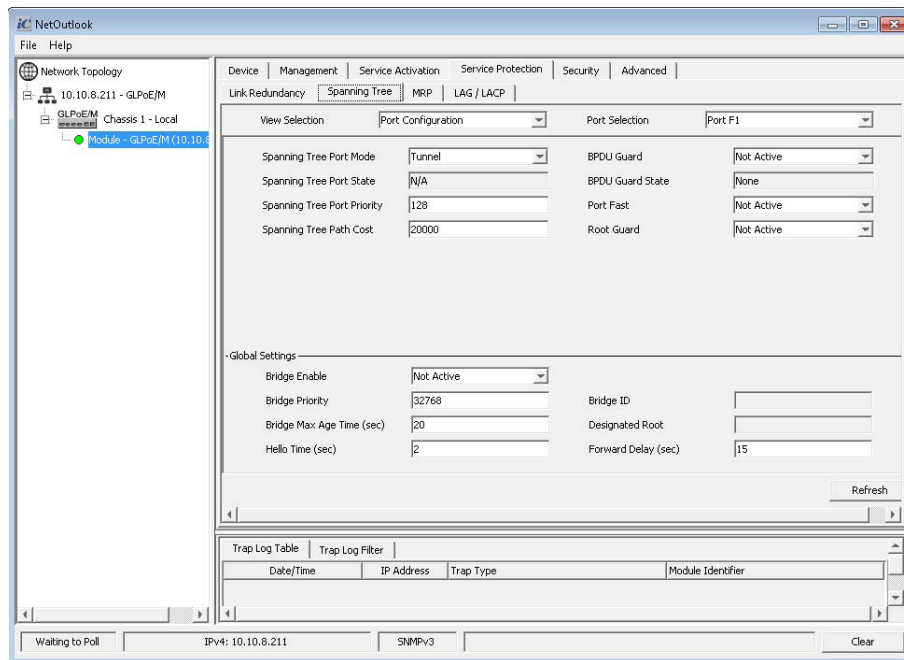 iC NetOutlook
File Help
Network Topology
10.10.8.211 - GLPoE/M
GLPoE/M Chassis 1 - Local
Module - GLPoE/M (10.10.8
Device Management Service Activation Service Protection Security Advanced
Link Redundancy Spanning Tree MRP LAG / LACP
View Selection Port Configuration Port Selection Port F1
Spanning Tree Port Mode Tunnel BPDU Guard Not Active
Spanning Tree Port State N/A BPDU Guard State None
Spanning Tree Port Priority 128 Port Fast Not Active
Spanning Tree Path Cost 20000 Root Guard Not Active
Global Settings
Bridge Enable Not Active
Bridge Priority 32768 Bridge ID
Bridge Max Age Time (sec) 20 Designated Root
Hello Time (sec) 2 Forward Delay (sec) 15
Refresh
Trap Log Table Trap Log Filter
Date/Time IP Address Trap Type Module Identifier
Waiting to Poll IPv4: 10.10.8.211 SNMPv3 Clear